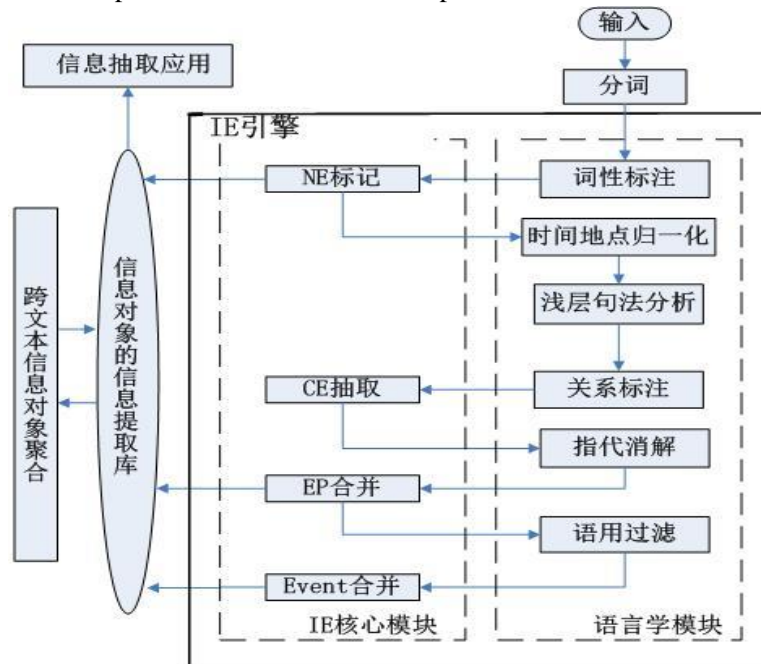 输入
信息抽取应用
分词
IE引擎
NE标记
词性标注
时间地点归一化
浅层句法分析
跨文本信息对象聚合
信息对象的信息提取库
CE抽取
关系标注
指代消解
EP合并
语用过滤
Event合并
IE核心模块
语言学模块